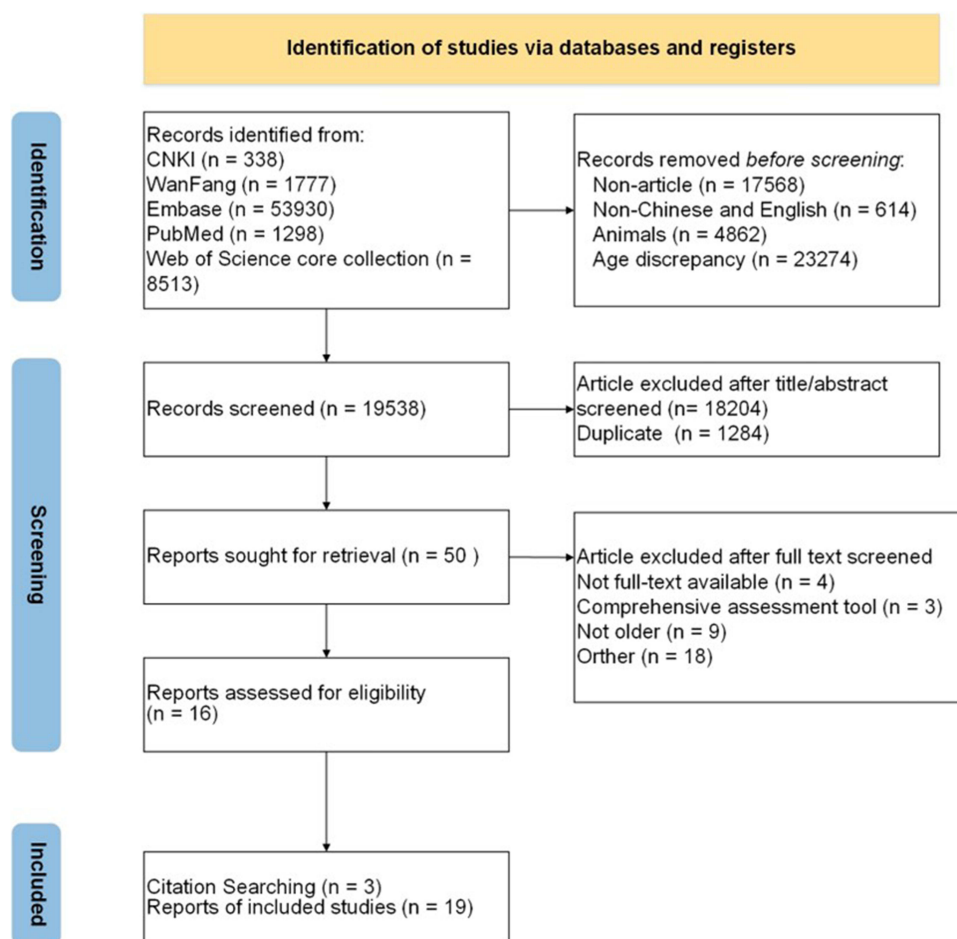 Identification of studies via databases and registers
Identification
Records identified from:
CNKI (n = 338)
WanFang (n = 1777)
Embase (n = 53930)
PubMed (n = 1298)
Web of Science core collection (n =
8513)
Records removed before screening:
Non-article (n = 17568)
Non-Chinese and English (n = 614)
Animals (n = 4862)
Age discrepancy (n = 23274)
Screening
Records screened (n = 19538)
Article excluded after title/abstract
screened (n= 18204)
Duplicate (n = 1284)
Reports sought for retrieval (n = 50 )
Article excluded after full text screened
Not full-text available (n = 4)
Comprehensive assessment tool (n = 3)
Not older (n = 9)
Orther (n = 18)
Reports assessed for eligibility
(n = 16)
Included
Citation Searching (n = 3)
Reports of included studies (n = 19)